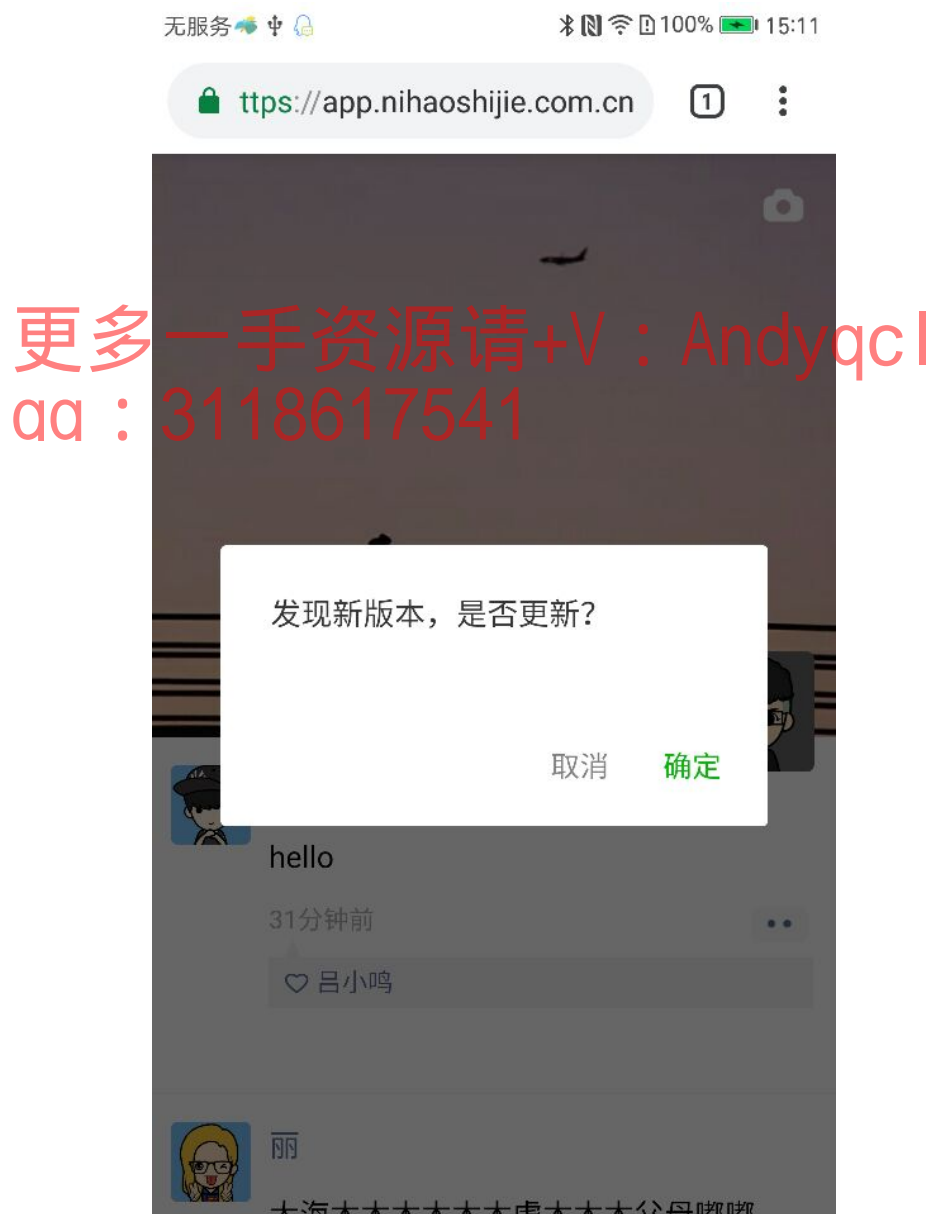 无服务 100% 15:11
ttps://app.nihaoshijie.com.cn 1
更多一手资源请+V：Andyqcl
qq：3118617541
发现新版本，是否更新？
取消 确定
hello
31分钟前
吕小鸣
丽